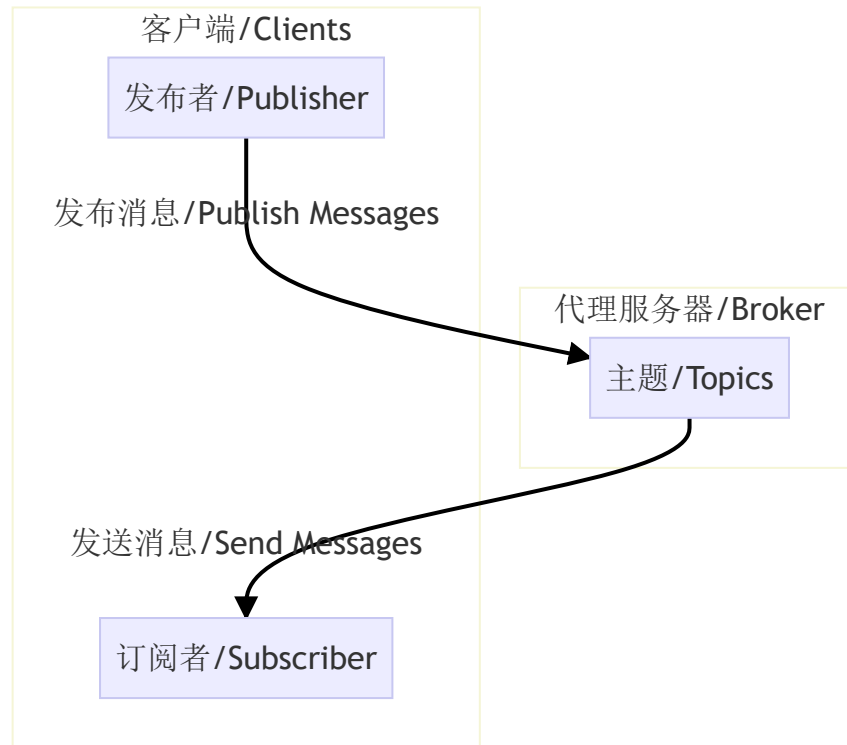 客户端/Clients
发布者/Publisher
发布消息/Publish Messages
代理服务器/Broker
主题/Topics
发送消息/Send Messages
订阅者/Subscriber